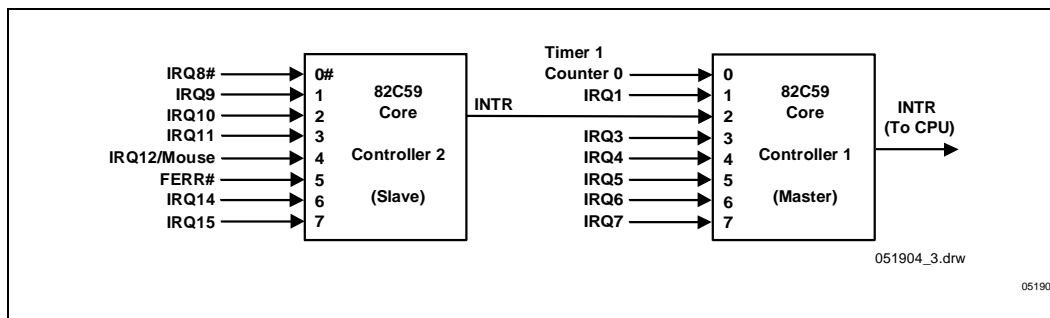 IRQ8#
IRQ9
IRQ10
IRQ11
IRQ12/Mouse
FERR#
IRQ14
IRQ15
0#
1
2
3
4
5
6
7
82C59
Core
Controller 2
(Slave)
INTR
Timer 1
Counter 0
IRQ1
IRQ3
IRQ4
IRQ5
IRQ6
IRQ7
0
1
2
3
4
5
6
7
82C59
Core
Controller 1
(Master)
INTR
(To CPU)
051904_3.drw
051904